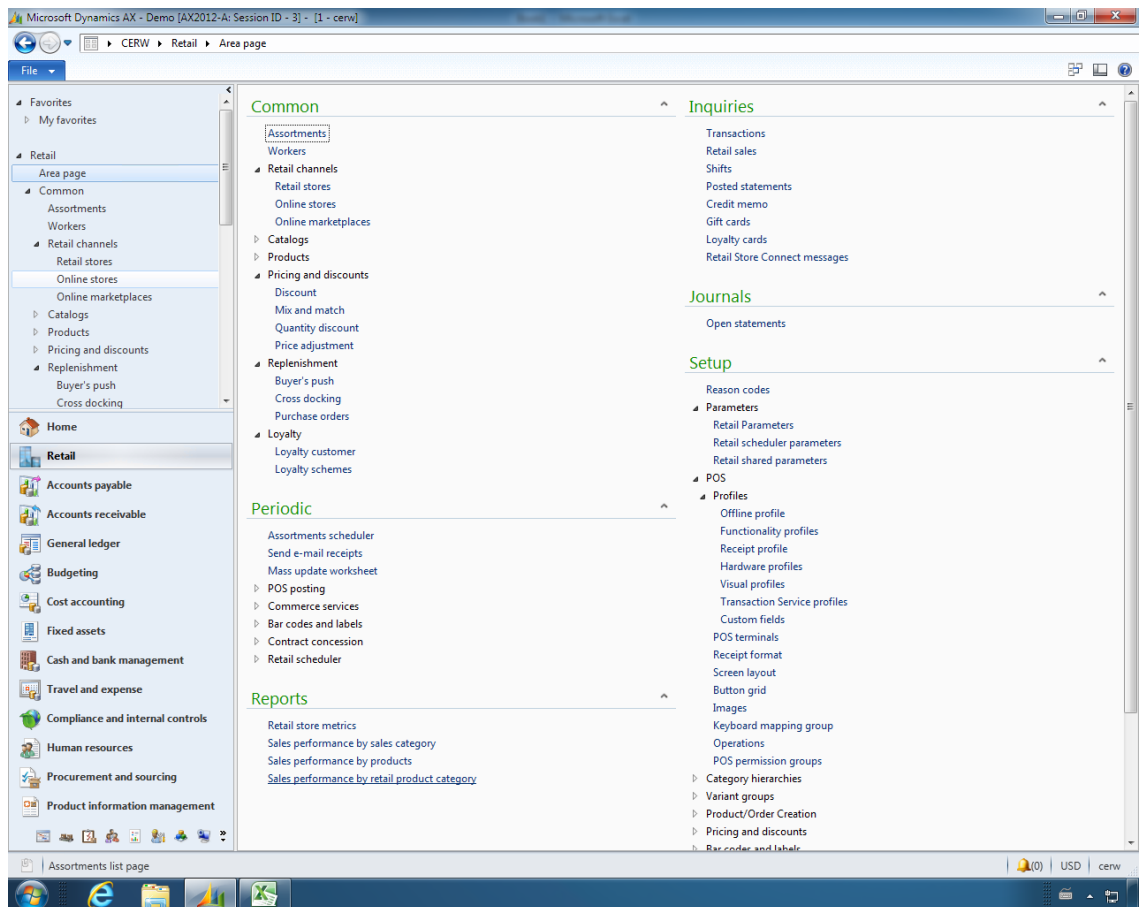 Microsoft Dynamics AX - Demo [AX2012-A: Session ID - 3] - [1 - cerw]
CERW Retail Area page
File
Favorites
My favorites
Retail
Area page
Common
Assortments
Workers
Retail channels
Retail stores
Online stores
Online marketplaces
Catalogs
Products
Pricing and discounts
Replenishment
Buyer's push
Cross docking
Home
Retail
Accounts payable
Accounts receivable
General ledger
Budgeting
Cost accounting
Fixed assets
Cash and bank management
Travel and expense
Compliance and internal controls
Human resources
Procurement and sourcing
Product information management
Common
Assortments
Workers
Retail channels
Retail stores
Online stores
Online marketplaces
Catalogs
Products
Pricing and discounts
Discount
Mix and match
Quantity discount
Price adjustment
Replenishment
Buyer's push
Cross docking
Purchase orders
Loyalty
Loyalty customer
Loyalty schemes
Periodic
Assortments scheduler
Send e-mail receipts
Mass update worksheet
POS posting
Commerce services
Bar codes and labels
Contract concession
Retail scheduler
Reports
Retail store metrics
Sales performance by sales category
Sales performance by products
Sales performance by retail product category
Inquiries
Transactions
Retail sales
Shifts
Posted statements
Credit memo
Gift cards
Loyalty cards
Retail Store Connect messages
Journals
Open statements
Setup
Reason codes
Parameters
Retail Parameters
Retail scheduler parameters
Retail shared parameters
POS
Profiles
Offline profile
Functionality profiles
Receipt profile
Hardware profiles
Visual profiles
Transaction Service profiles
Custom fields
POS terminals
Receipt format
Screen layout
Button grid
Images
Keyboard mapping group
Operations
POS permission groups
Category hierarchies
Variant groups
Product/Order Creation
Pricing and discounts
Bar codes and labels
Assortments list page
(0) USD cerw